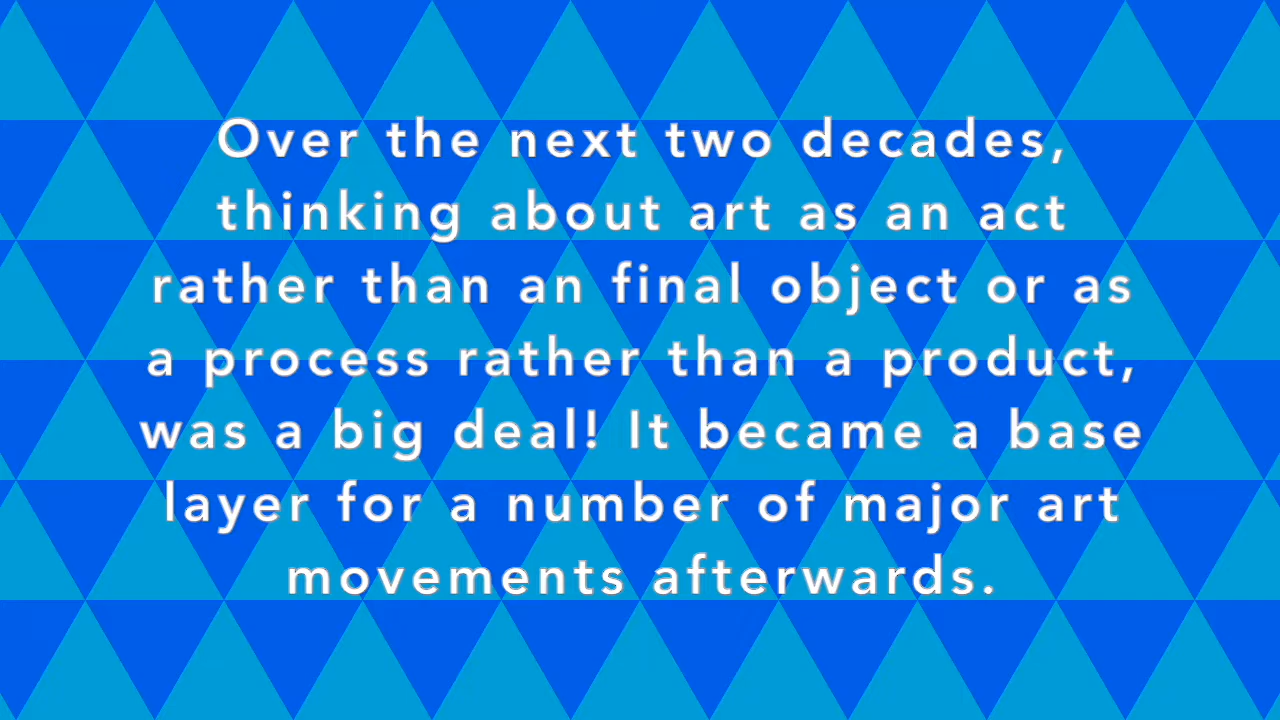 Over the next two decades,
thinking about art as an act
rather than an final object or as
a process rather than a product,
was a big deal! It became a base
layer for a number of major art
movements afterwards.